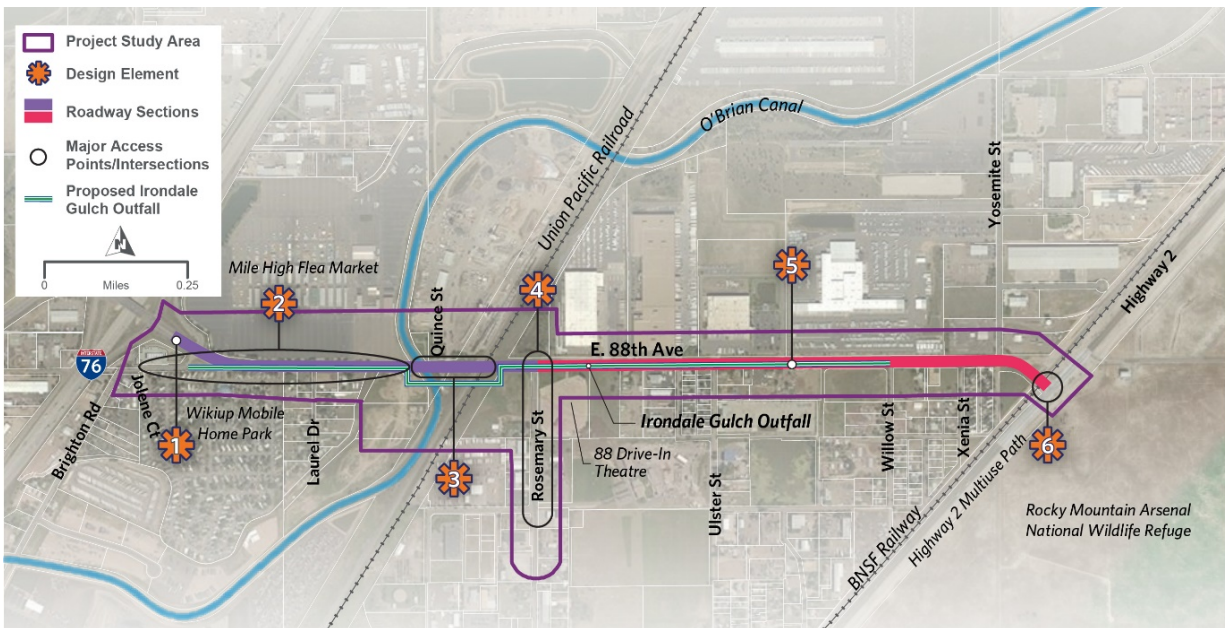 Project Study Area
Design Element
Roadway Sections
Major Access
Points/Intersections
Proposed Irondale
Gulch Outfall
N
0
Miles
0.25
Mile High Flea Market
2
Union Pacific Railroad
O'Brian Canal
Yosemite St
Highway 2
4
5
Quince St
E. 88th Ave
INTERSTATE
76
Jolene Ct
Brighton Rd
1
Wikiup Mobile
Home Park
Laurel Dr
3
Rosemary St
Irondale Gulch Outfall
88 Drive-In
Theatre
Ulster St
Willow St
Xenia St
6
BNSF Railway
Highway 2 Multiuse Path
Rocky Mountain Arsenal
National Wildlife Refuge